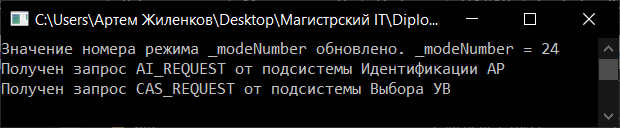 C:\Users\Артем Жиленков\Desktop\Магистрский IT\Diplo...
Значение номера режима _modeNumber обновлено. _modeNumber = 24
Получен запрос AI_REQUEST от подсистемы Идентификации АР
Получен запрос CAS_REQUEST от подсистемы Выбора УВ